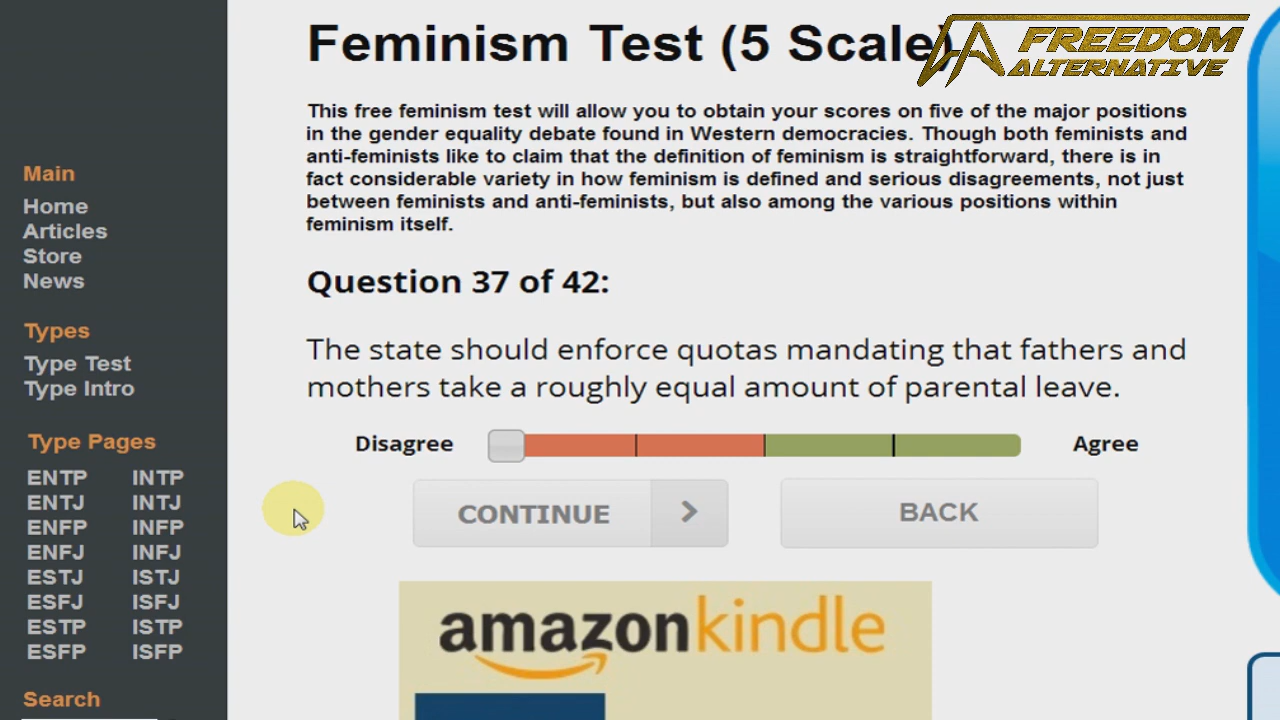 Feminism Test (5 Scale)
FREEDOM
ALTERNATIVE
This free feminism test will allow you to obtain your scores on five of the major positions
in the gender equality debate found in Western democracies. Though both feminists and
anti-feminists like to claim that the definition of feminism is straightforward, there is in
fact considerable variety in how feminism is defined and serious disagreements, not just
between feminists and anti-feminists, but also among the various positions within
feminism itself.
Main
Home
Articles
Store
News
Types
Type Test
Type Intro
Type Pages
ENTP INTP
ENTJ INTJ
ENFP INFP
ENFJ INFJ
ESTJ ISTJ
ESFJ ISFJ
ESTP ISTP
ESFP ISFP
Search
Question 37 of 42:
The state should enforce quotas mandating that fathers and
mothers take a roughly equal amount of parental leave.
Disagree Agree
CONTINUE > BACK
amazonkindle